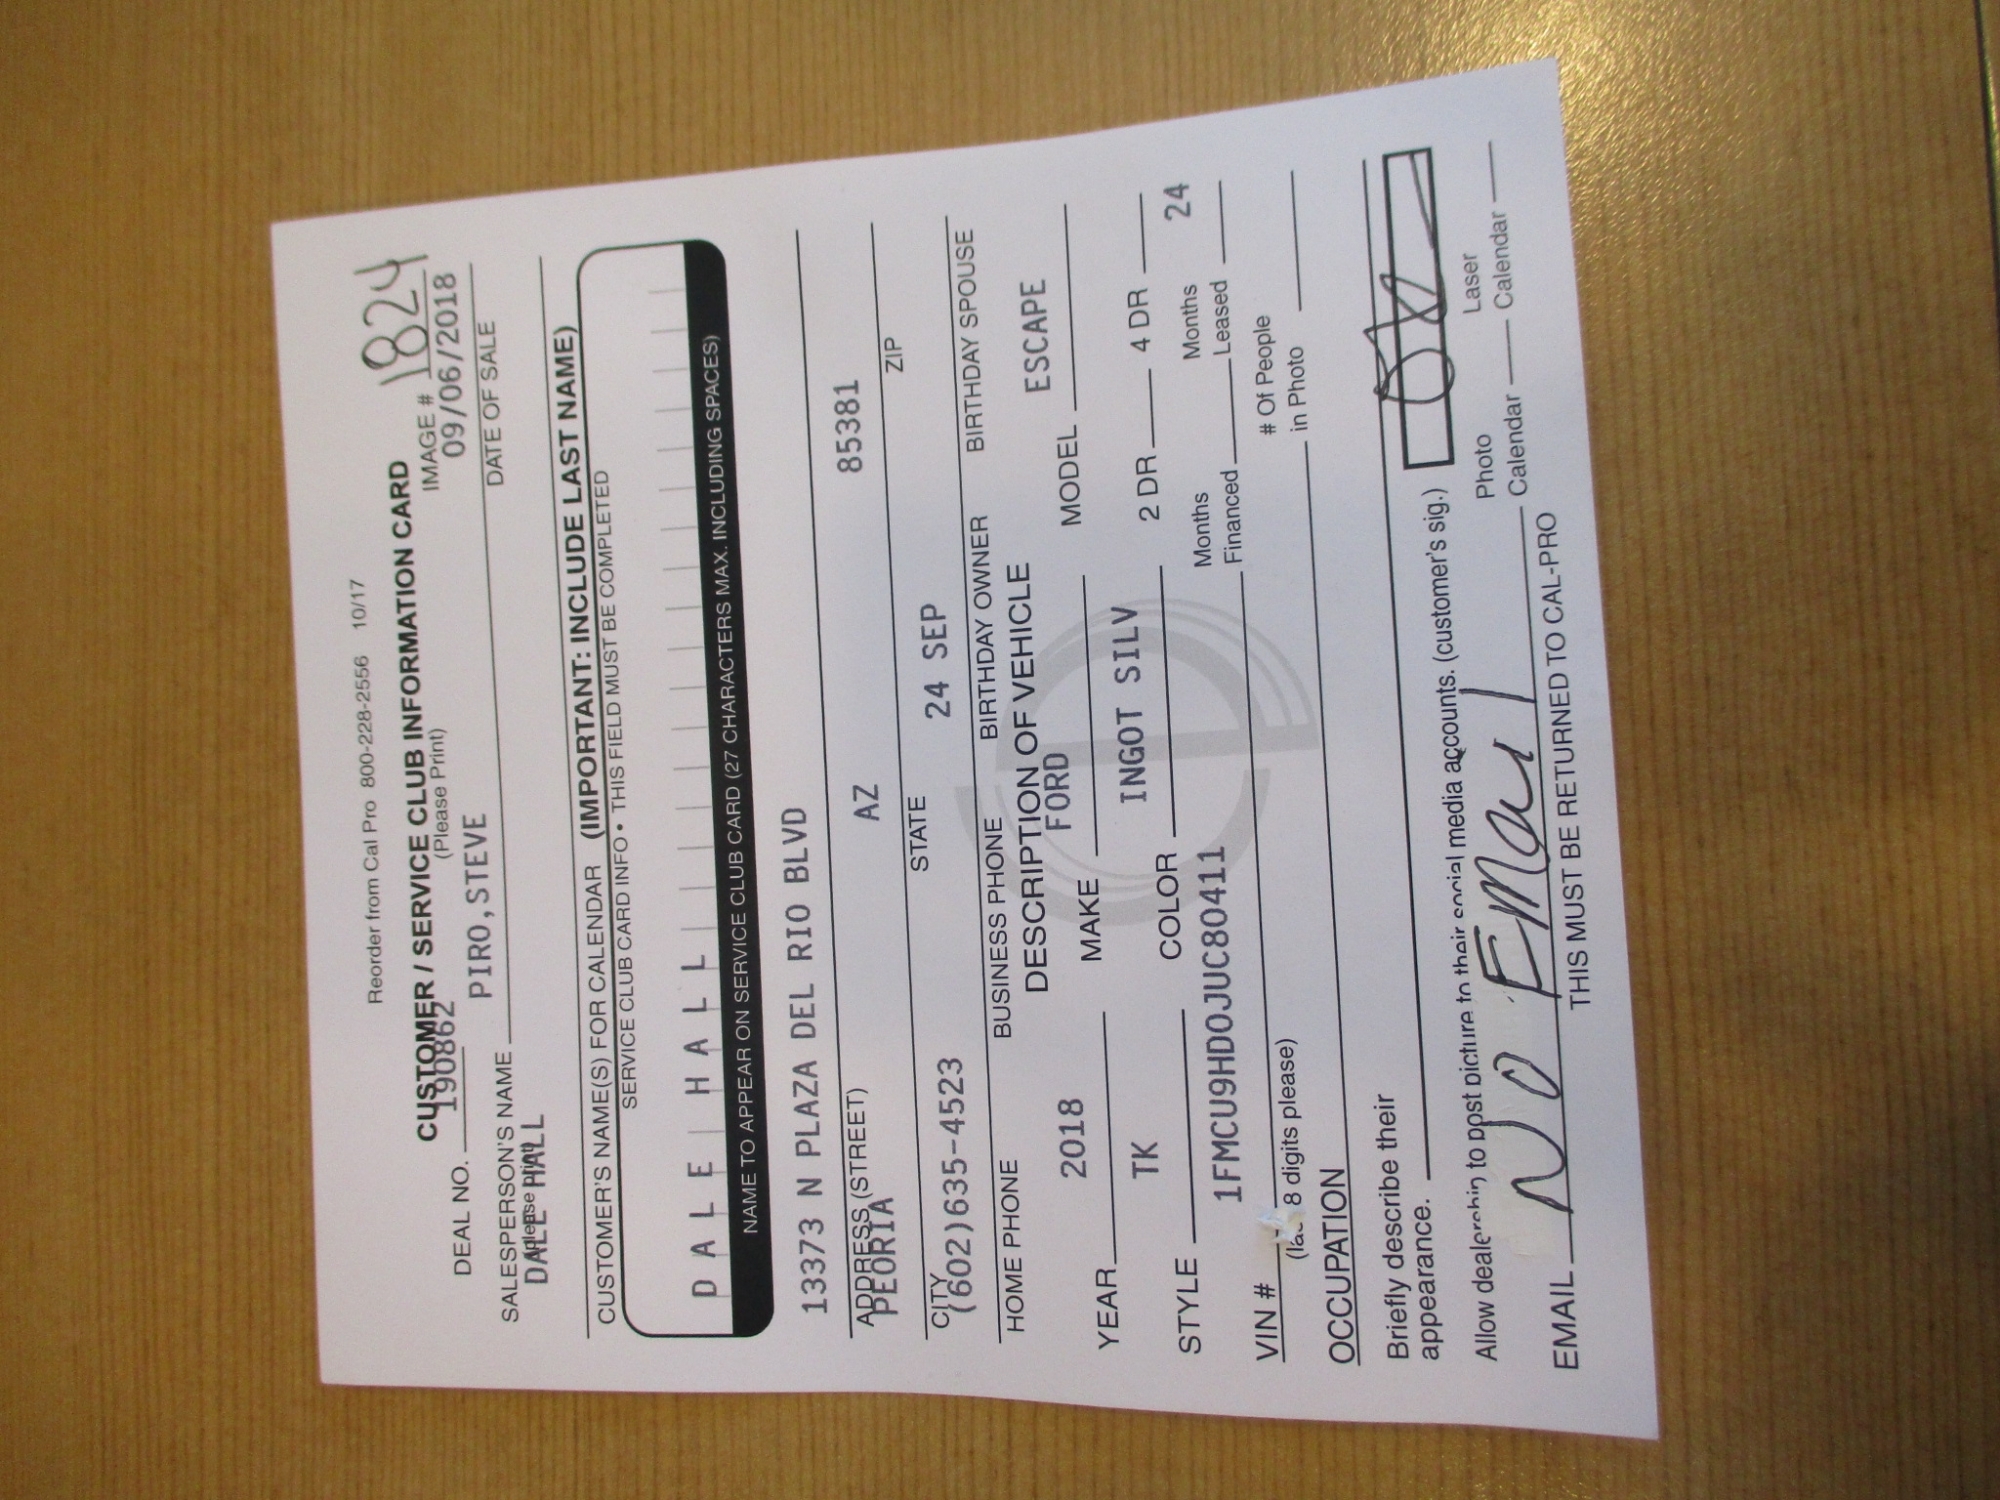 Reorder from Cal Pro 800-228-2556 10/17
CUSTOMER / SERVICE CLUB INFORMATION CARD
(Please Print)
DEAL NO. 190862 IMAGE # 1824
PIRO,STEVE 09/06/2018
SALESPERSON'S NAME DATE OF SALE
(please print)
DALE HALL
CUSTOMER'S NAME(S) FOR CALENDAR (IMPORTANT: INCLUDE LAST NAME)
SERVICE CLUB CARD INFO • THIS FIELD MUST BE COMPLETED
D A L E H A L L
NAME TO APPEAR ON SERVICE CLUB CARD (27 CHARACTERS MAX. INCLUDING SPACES)
13373 N PLAZA DEL RIO BLVD
ADDRESS (STREET)
PEORIA AZ 85381
CITY STATE ZIP
(602)635-4523 24 SEP
HOME PHONE BUSINESS PHONE BIRTHDAY OWNER BIRTHDAY SPOUSE
DESCRIPTION OF VEHICLE
YEAR 2018 MAKE FORD MODEL ESCAPE
STYLE TK COLOR INGOT SILV 2 DR 4 DR
VIN # 1FMCU9HD0JUC80411 Months Financed Months Leased 24
(last 8 digits please)
OCCUPATION # Of People in Photo
Briefly describe their
appearance.
Allow dealership to post picture to their social media accounts. (customer's sig.)
EMAIL NO EMail Photo Calendar Laser Calendar
THIS MUST BE RETURNED TO CAL-PRO